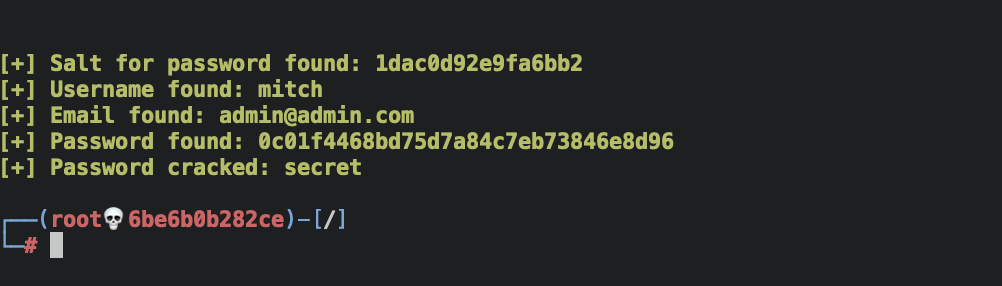 [+] Salt for password found: 1dac0d92e9fa6bb2
[+] Username found: mitch
[+] Email found: admin@admin.com
[+] Password found: 0c01f4468bd75d7a84c7eb73846e8d96
[+] Password cracked: secret
┌──(root💀6be6b0b282ce)-[/]
└─#